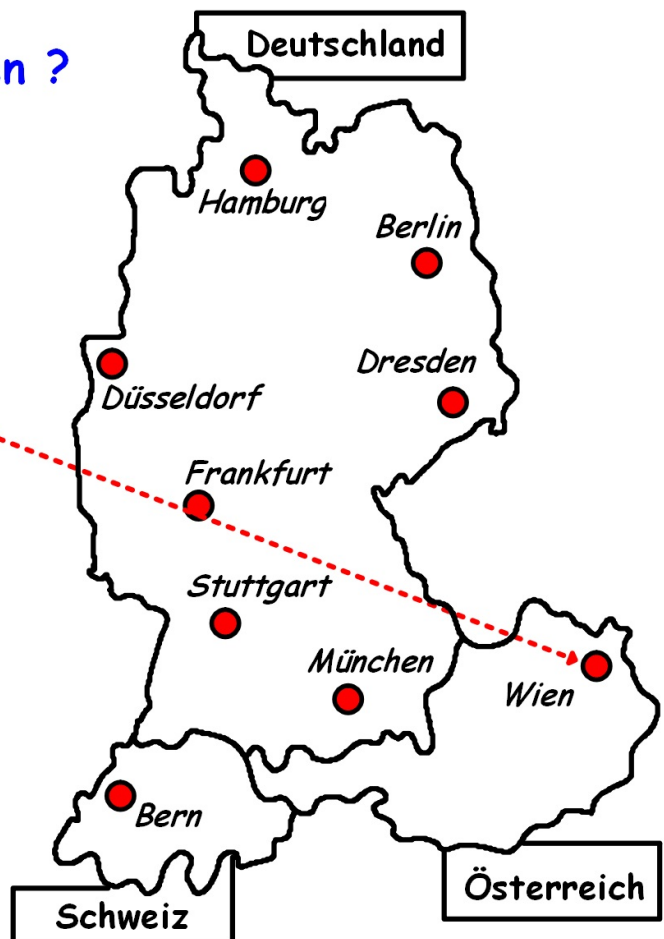 Deutschland
n ?
Hamburg
Berlin
Dresden
Düsseldorf
Frankfurt
Stuttgart
München
Wien
Bern
Österreich
Schweiz